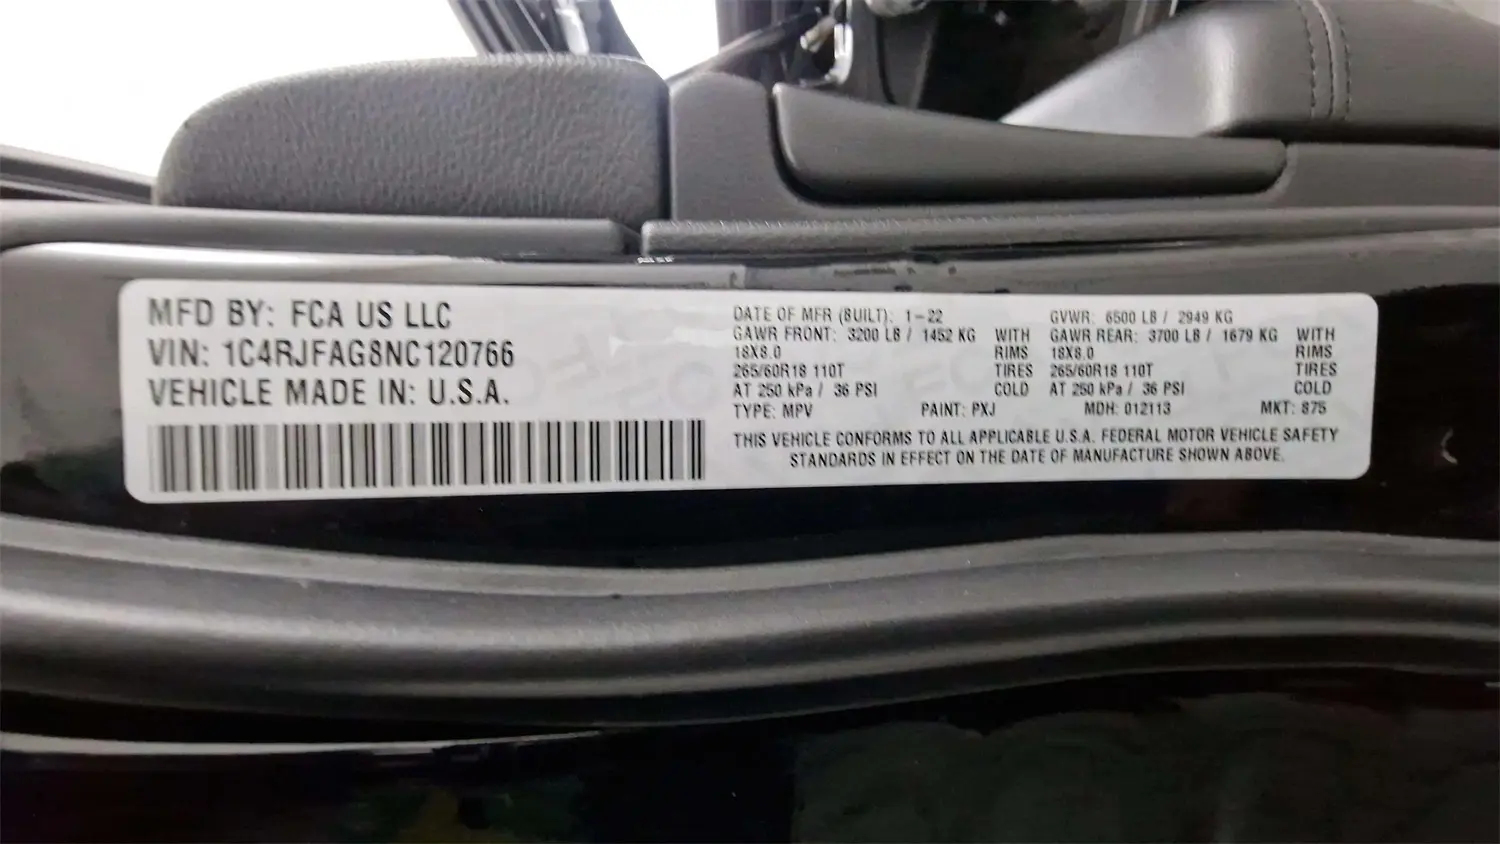 MFD BY: FCA US LLC
VIN: 1C4RJFAG8NC120766
VEHICLE MADE IN: U.S.A.
DATE OF MFR (BUILT): 1-22 GVWR: 6500 LB / 2949 KG
GAWR FRONT: 3200 LB / 1452 KG WITH GAWR REAR: 3700 LB / 1679 KG WITH
18X8.0 RIMS 18X8.0 RIMS
265/60R18 110T TIRES 265/60R18 110T TIRES
AT 250 kPa / 36 PSI COLD AT 250 kPa / 36 PSI COLD
TYPE: MPV PAINT: PXJ MDH: 012113 MKT: 875
THIS VEHICLE CONFORMS TO ALL APPLICABLE U.S.A. FEDERAL MOTOR VEHICLE SAFETY
STANDARDS IN EFFECT ON THE DATE OF MANUFACTURE SHOWN ABOVE.